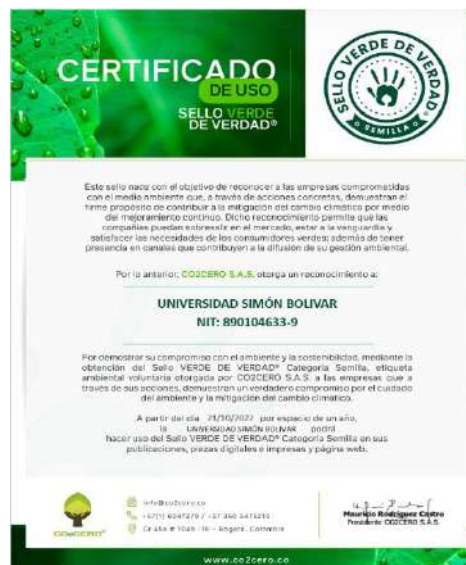 CERTIFICADO
DE USO
SELLO VERDE
DE VERDAD®
SELLO VERDE DE VERDAD
SEMILLA
Este sello nace con el objetivo de reconocer a las empresas comprometidas
con el medio ambiente que, a través de acciones concretas, demuestran el
firme propósito de contribuir a la mitigación del cambio climático por medio
del mejoramiento continuo. Dicho reconocimiento permite que las
compañías puedan sobresalir en el mercado, estar a la vanguardia y
satisfacer las necesidades de los consumidores verdes; además de tener
presencia en canales que contribuyen a la difusión de su gestión ambiental.
Por lo anterior, CO2CERO S.A.S. otorga un reconocimiento a:
UNIVERSIDAD SIMÓN BOLIVAR
NIT: 890104633-9
Por demostrar su compromiso con el ambiente y la sostenibilidad, mediante la
obtención del Sello VERDE DE VERDAD® Categoría Semilla, etiqueta
ambiental voluntaria otorgada por CO2CERO S.A.S. a las empresas que a
través de sus acciones, demuestran un verdadero compromiso por el cuidado
del ambiente y la mitigación del cambio climático.
A partir del día 21/10/2022 por espacio de un año,
la UNIVERSIDAD SIMÓN BOLIVAR podrá
hacer uso del Sello VERDE DE VERDAD® Categoría Semilla en sus
publicaciones, piezas digitales e impresas y página web.
CO2CERO®
info@co2cero.co
Bogotá, Colombia
Mauricio Rodríguez Castro
Presidente CO2CERO S.A.S.
www.co2cero.co